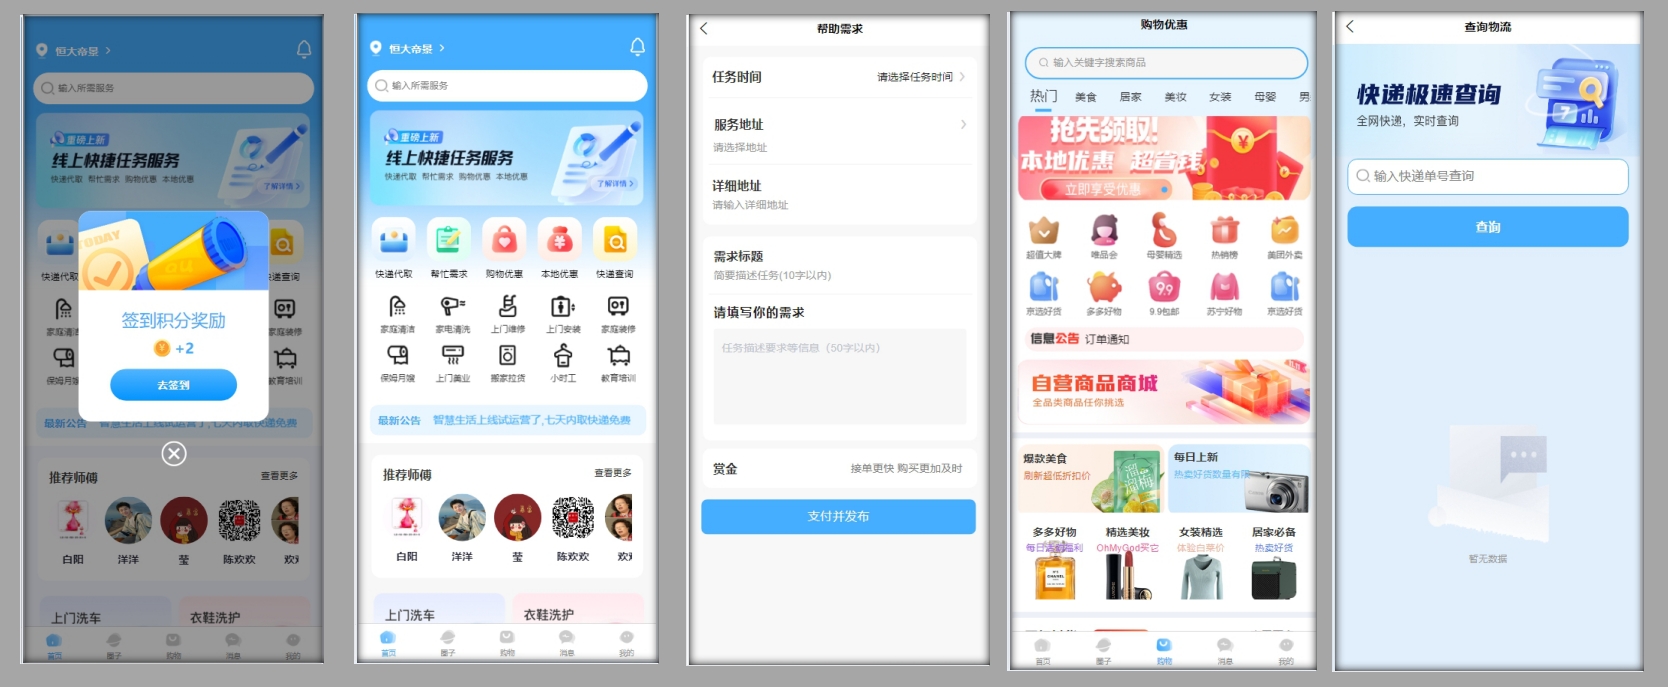 恒大帝景
输入所需服务
重磅上新
线上快捷任务服务
快递代取 帮忙需求 购物优惠 本地优惠
了解详情
TODAY
快递代取
快递查询
签到积分奖励
+2
去签到
家庭清洁
家庭装修
保姆月嫂
教育培训
最新公告 智慧生活上线试运营了,七天内取快递免费
推荐师傅
查看更多
白阳
洋洋
莹
陈欢欢
上门洗车
衣鞋洗护
首页
圈子
购物
消息
我的
恒大帝景
输入所需服务
重磅上新
线上快捷任务服务
快递代取 帮忙需求 购物优惠 本地优惠
了解详情
快递代取
帮忙需求
购物优惠
本地优惠
快递查询
家庭清洁
家电清洗
上门维修
上门安装
家庭装修
保姆月嫂
上门美业
搬家拉货
小时工
教育培训
最新公告 智慧生活上线试运营了,七天内取快递免费
推荐师傅
查看更多
白阳
洋洋
莹
陈欢欢
上门洗车
衣鞋洗护
首页
圈子
购物
消息
我的
帮助需求
任务时间
请选择任务时间
服务地址
请选择地址
详细地址
请输入详细地址
需求标题
简要描述任务(10字以内)
请填写你的需求
任务描述要求等信息（50字以内）
赏金
接单更快 购买更加及时
支付并发布
购物优惠
输入关键字搜索商品
热门
美食
居家
美妆
女装
母婴
男
抢先领取!
本地优惠 超省钱
立即享受优惠
超值大牌
唯品会
母婴精选
热销榜
美团外卖
京选好货
多多好物
9.9
9.9包邮
苏宁好物
京选好货
信息公告 订单通知
自营商品商城
全品类商品任你挑选
爆款美食
刷新超低折扣价
溜溜梅
每日上新
热卖好货数量有限
多多好物
每日活动福利
精选美妆
OhMyGod买它
女装精选
体验白菜价
居家必备
热卖好货
CHANEL
首页
圈子
购物
消息
我的
查询物流
快递极速查询
全网快递，实时查询
输入快递单号查询
查询
暂无数据